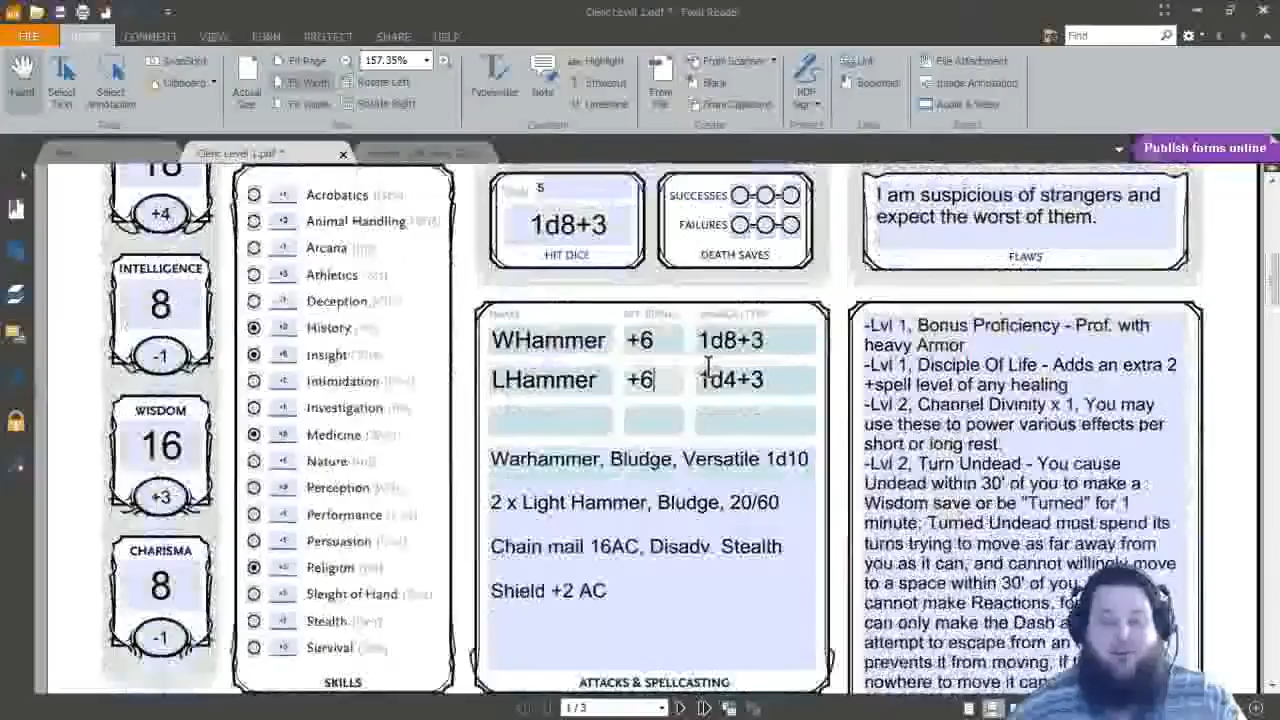 Cleric Level 1.pdf * - Foxit Reader
FILE
HOME
COMMENT
VIEW
FORM
PROTECT
SHARE
HELP
Find
Hand
Select
Text
Select
Annotation
SnapShot
Clipboard
Actual
Size
Fit Page
Fit Width
157.35%
Rotate Left
Rotate Right
Typewriter
Note
Highlight
Strikeout
Underline
From
File
From Scanner
Blank
From Clipboard
PDF
Sign
Link
Bookmark
File Attachment
Image Annotation
Audio & Video
Cleric Level 1.pdf *
Publish forms online
+4
INTELLIGENCE
8
-1
WISDOM
16
+3
CHARISMA
8
-1
Acrobatics
Animal Handling
Arcana
Athletics
Deception
History
Insight
Intimidation
Investigation
Medicine
Nature
Perception
Performance
Persuasion
Religion
Sleight of Hand
Stealth
Survival
SKILLS
5
1d8+3
HIT DICE
SUCCESSES
FAILURES
DEATH SAVES
I am suspicious of strangers and
expect the worst of them.
FLAWS
NAME
WHammer +6 1d8+3
LHammer +6 1d4+3
Warhammer, Bludge, Versatile 1d10
2 x Light Hammer, Bludge, 20/60
Chain mail 16AC, Disadv. Stealth
Shield +2 AC
ATTACKS & SPELLCASTING
-Lvl 1, Bonus Proficiency - Prof. with
heavy Armor
-Lvl 1, Disciple Of Life - Adds an extra 2
+spell level of any healing
-Lvl 2, Channel Divinity x 1, You may
use these to power various effects per
short or long rest.
-Lvl 2, Turn Undead - You cause
Undead within 30' of you to make a
Wisdom save or be "Turned" for 1
minute; Turned Undead must spend its
turns trying to move as far away from
you as it can, and cannot willingly move
to a space within 30' of you.
cannot make Reactions,
can only make the Dash
attempt to escape from an
prevents it from moving,
nowhere to move it can
1 / 3